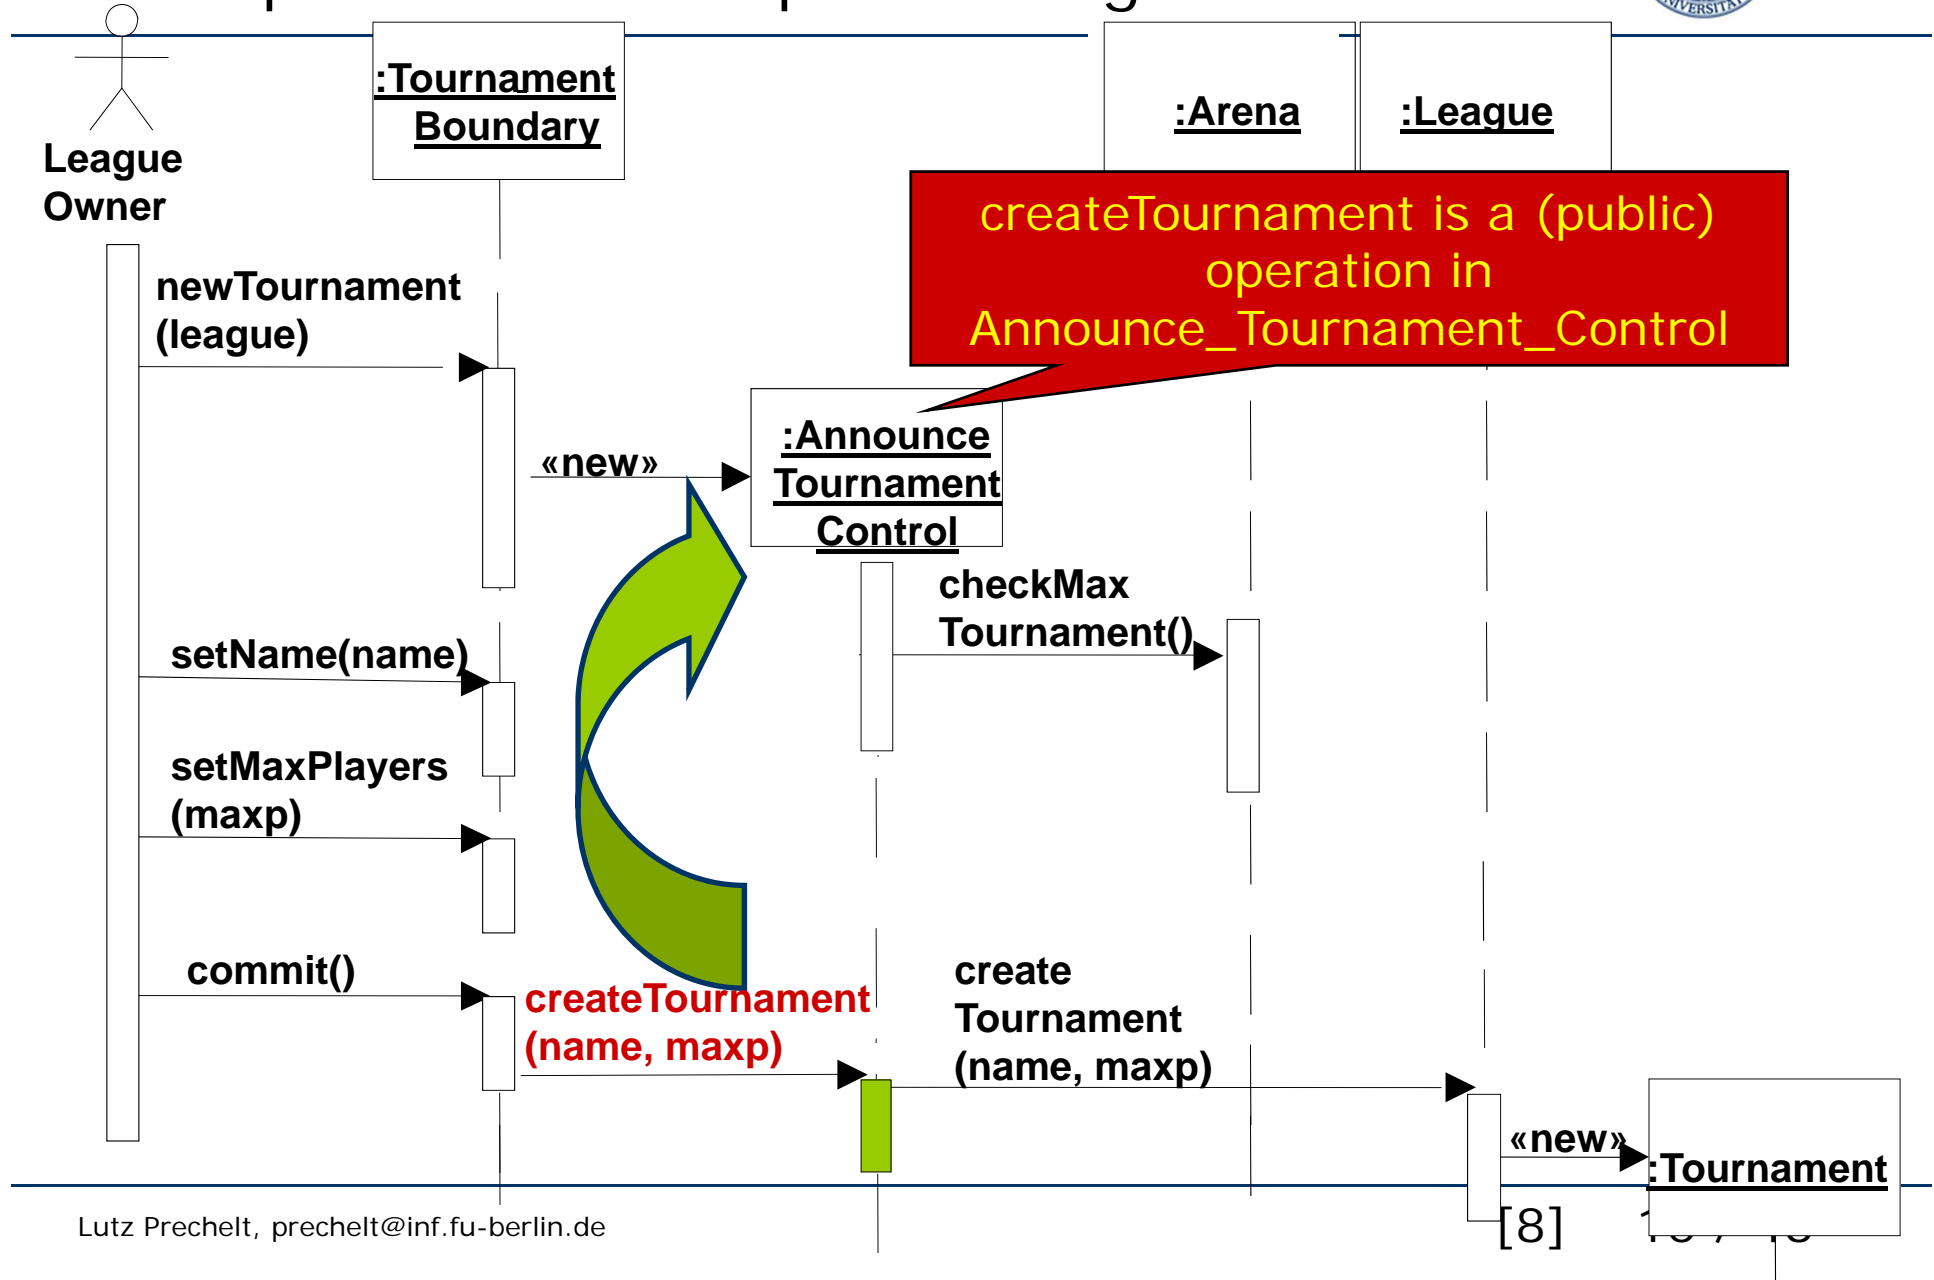 :Tournament
Boundary
:Arena
:League
League
Owner
createTournament is a (public)
operation in
Announce_Tournament_Control
newTournament
(league)
:Announce
Tournament
Control
«new»
checkMax
Tournament()
setName(name)
setMaxPlayers
(maxp)
commit()
createTournament
(name, maxp)
create
Tournament
(name, maxp)
«new»
:Tournament
Lutz Prechelt, prechelt@inf.fu-berlin.de
[8]